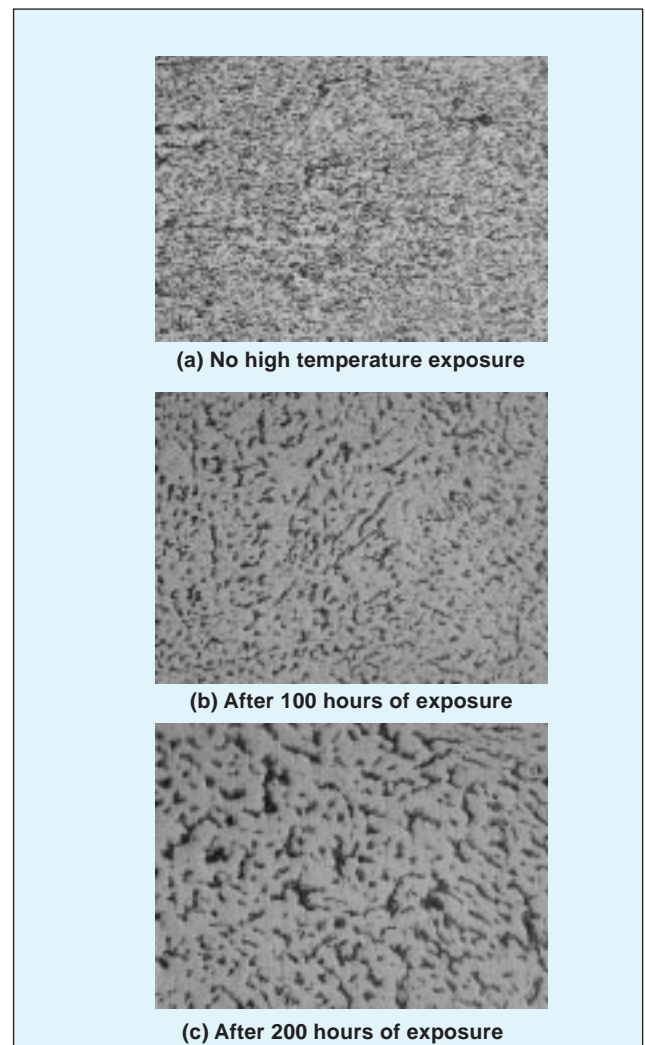 (a) No high temperature exposure
(b) After 100 hours of exposure
(c) After 200 hours of exposure